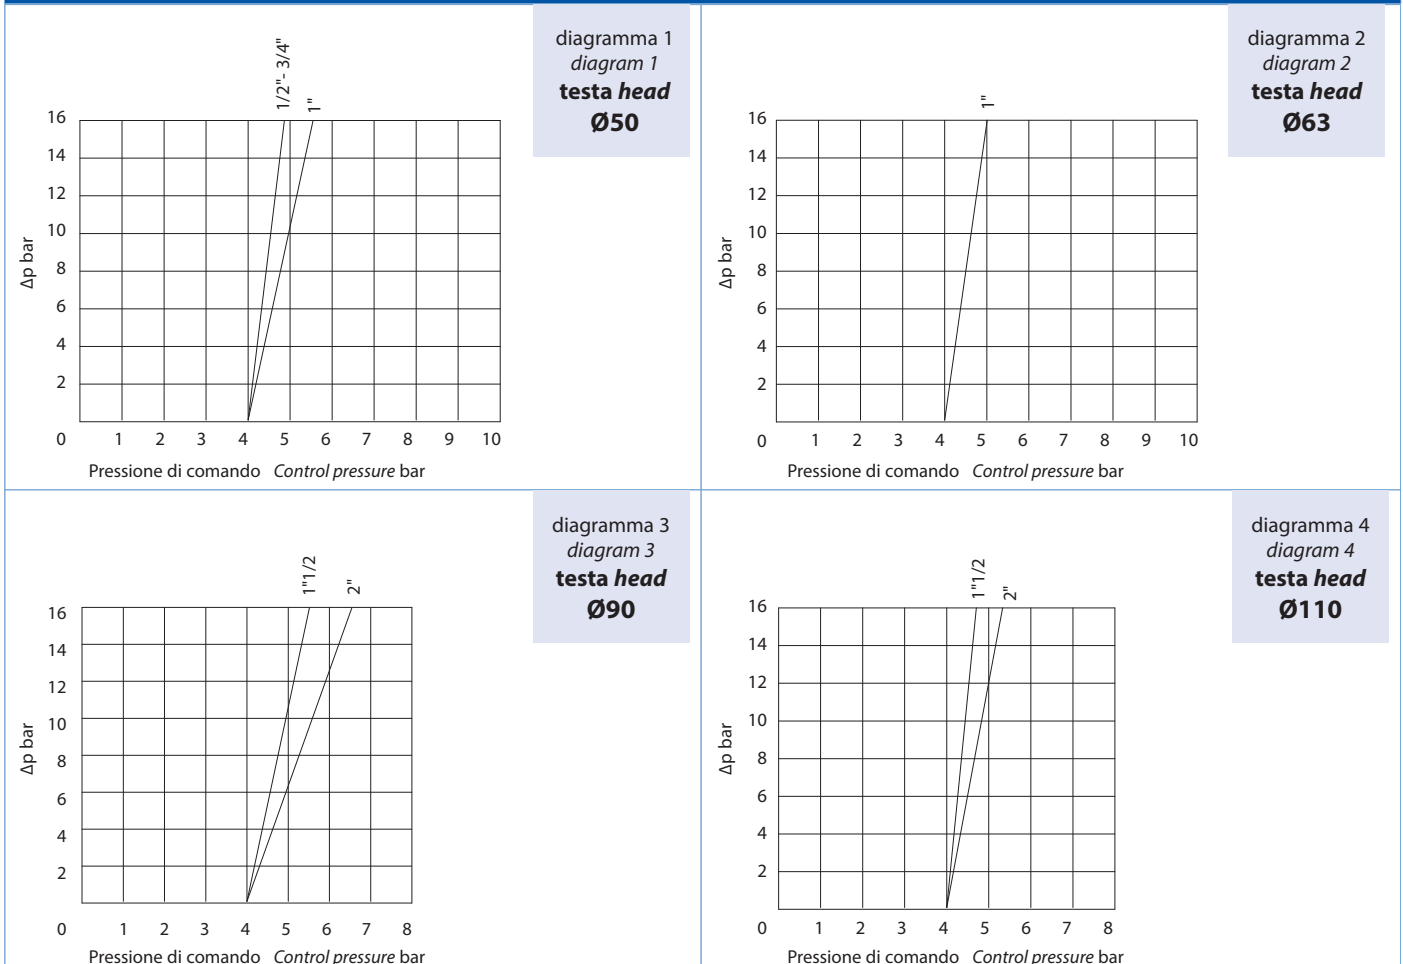 diagramma 1
diagram 1
testa head
Ø50
1/2"- 3/4"
1"
16
14
12
10
8
6
4
2
Δp bar
0 1 2 3 4 5 6 7 8 9 10
Pressione di comando Control pressure bar
diagramma 2
diagram 2
testa head
Ø63
1"
16
14
12
10
8
6
4
2
Δp bar
0 1 2 3 4 5 6 7 8 9 10
Pressione di comando Control pressure bar
diagramma 3
diagram 3
testa head
Ø90
1"1/2
2"
16
14
12
10
8
6
4
2
Δp bar
0 1 2 3 4 5 6 7 8
Pressione di comando Control pressure bar
diagramma 4
diagram 4
testa head
Ø110
1"1/2
2"
16
14
12
10
8
6
4
2
Δp bar
0 1 2 3 4 5 6 7 8
Pressione di comando Control pressure bar